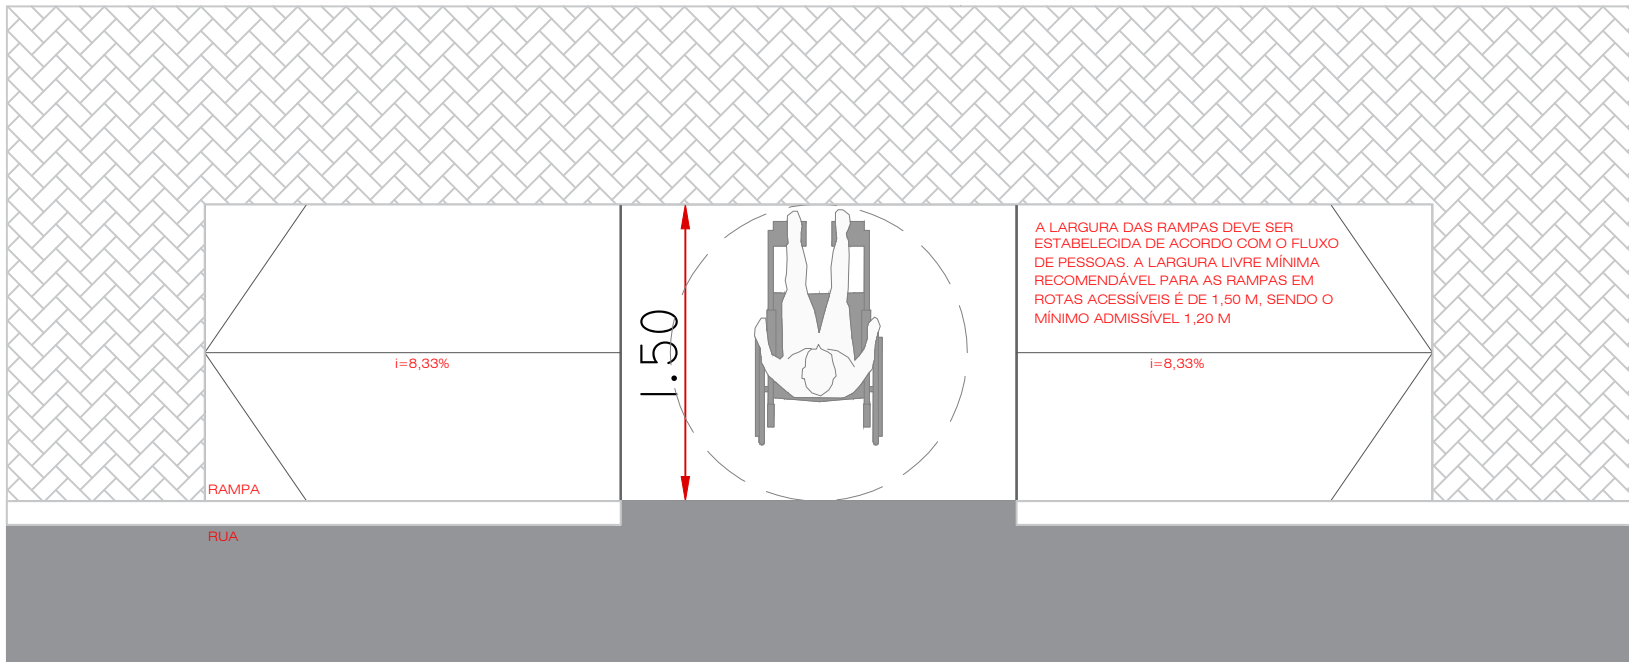 A LARGURA DAS RAMPAS DEVE SER
ESTABELECIDA DE ACORDO COM O FLUXO
DE PESSOAS. A LARGURA LIVRE MÍNIMA
RECOMENDÁVEL PARA AS RAMPAS EM
ROTAS ACESSÍVEIS É DE 1,50 M, SENDO O
MÍNIMO ADMISSÍVEL 1,20 M
1.50
i=8,33%
i=8,33%
RAMPA
RUA